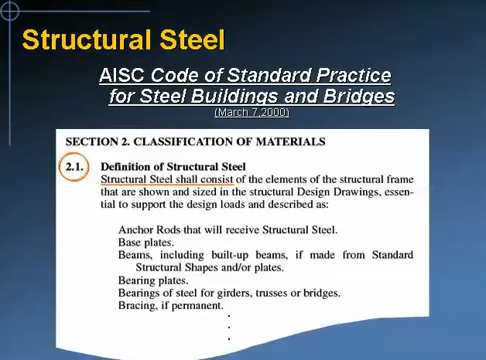 Structural Steel
AISC Code of Standard Practice
for Steel Buildings and Bridges
(March 7,2000)
SECTION 2. CLASSIFICATION OF MATERIALS
2.1. Definition of Structural Steel
Structural Steel shall consist of the elements of the structural frame
that are shown and sized in the structural Design Drawings, essen-
tial to support the design loads and described as:
Anchor Rods that will receive Structural Steel.
Base plates.
Beams, including built-up beams, if made from Standard
Structural Shapes and/or plates.
Bearing plates.
Bearings of steel for girders, trusses or bridges.
Bracing, if permanent.
.
.
.